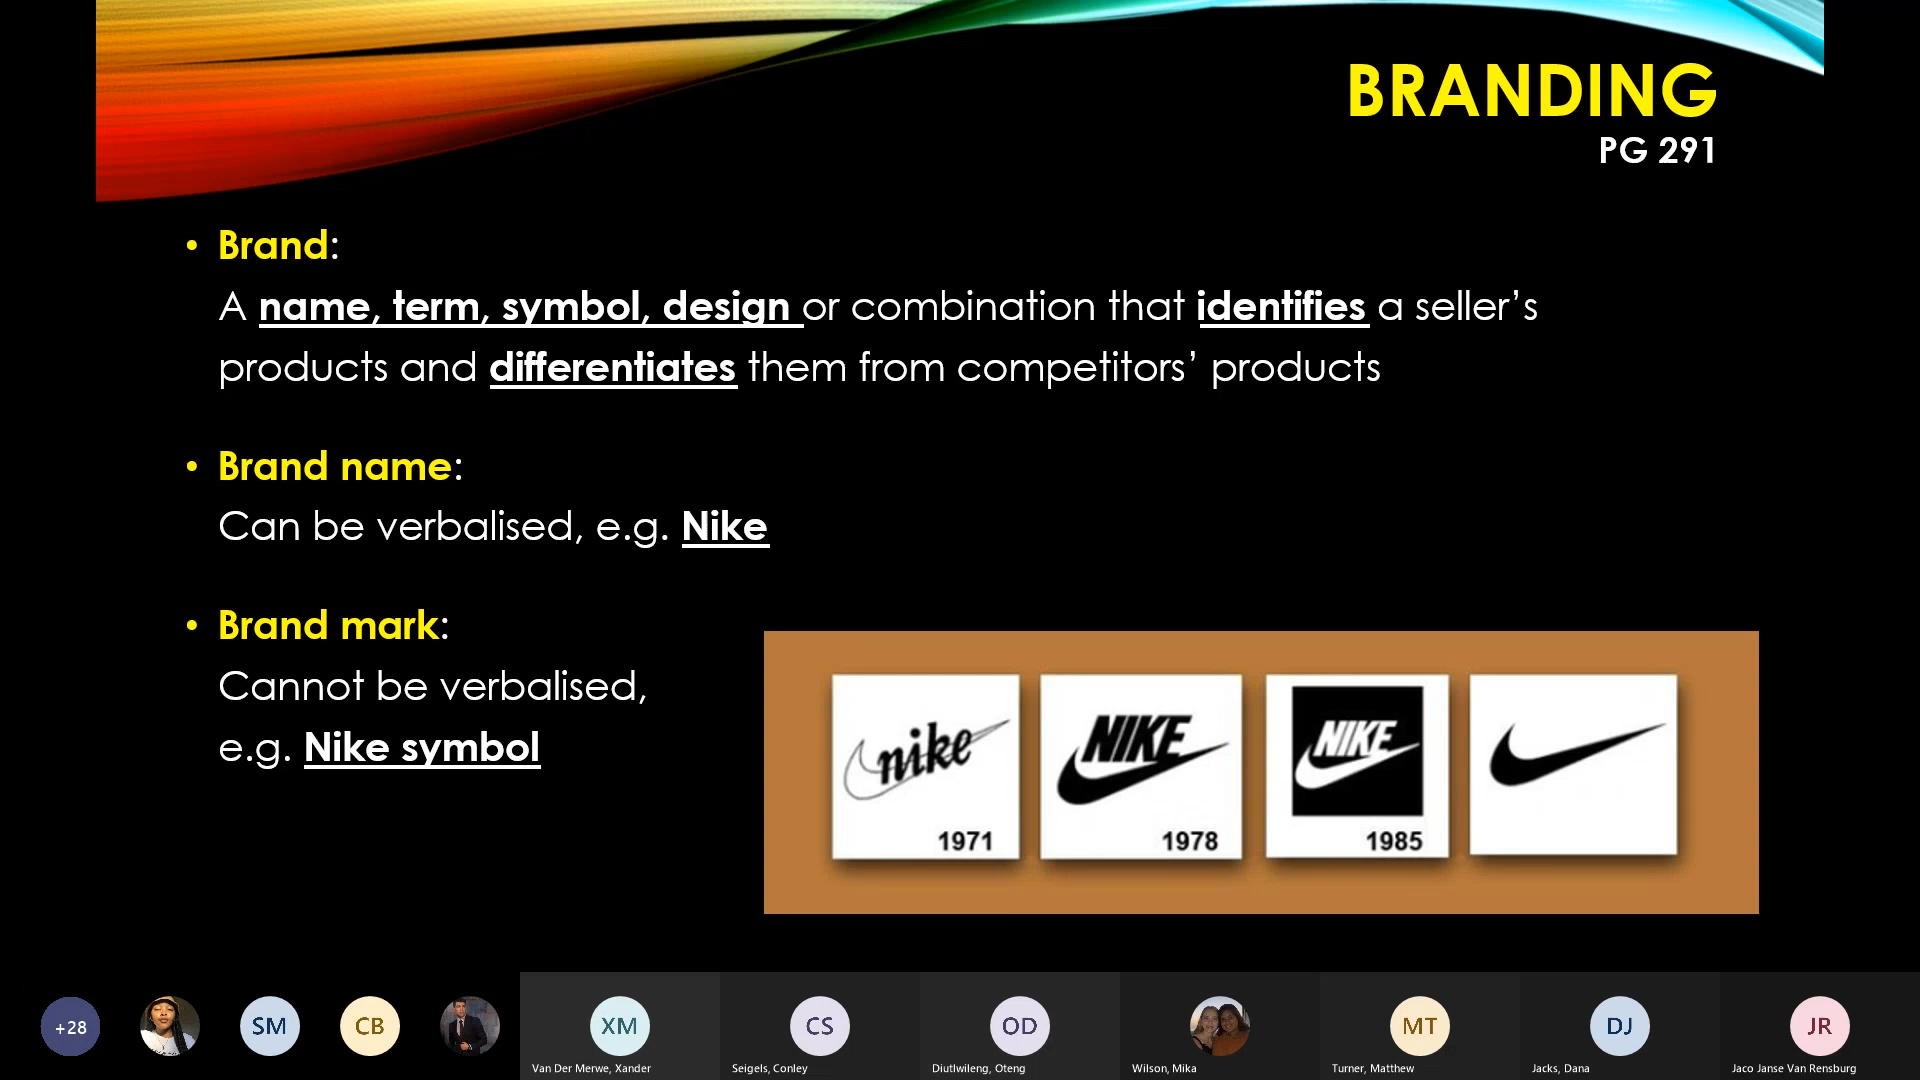 BRANDING
PG 291
• Brand:
A name, term, symbol, design or combination that identifies a seller’s
products and differentiates them from competitors’ products
• Brand name:
Can be verbalised, e.g. Nike
• Brand mark:
Cannot be verbalised,
e.g. Nike symbol
nike
1971
NIKE
1978
NIKE
1985
+28
SM
CB
XM
Van Der Merwe, Xander
CS
Seigels, Conley
OD
Diutlwileng, Oteng
Wilson, Mika
MT
Turner, Matthew
DJ
Jacks, Dana
JR
Jaco Janse Van Rensburg